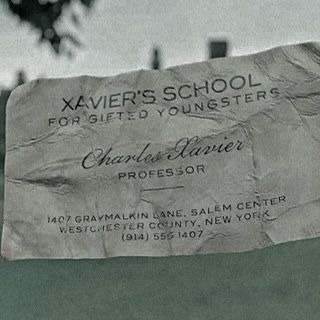 XAVIER'S SCHOOL
FOR GIFTED YOUNGSTERS
Charles Xavier
PROFESSOR
1407 GRAYMALKIN LANE, SALEM CENTER
WESTCHESTER COUNTY, NEW YORK
(914) 555 1407